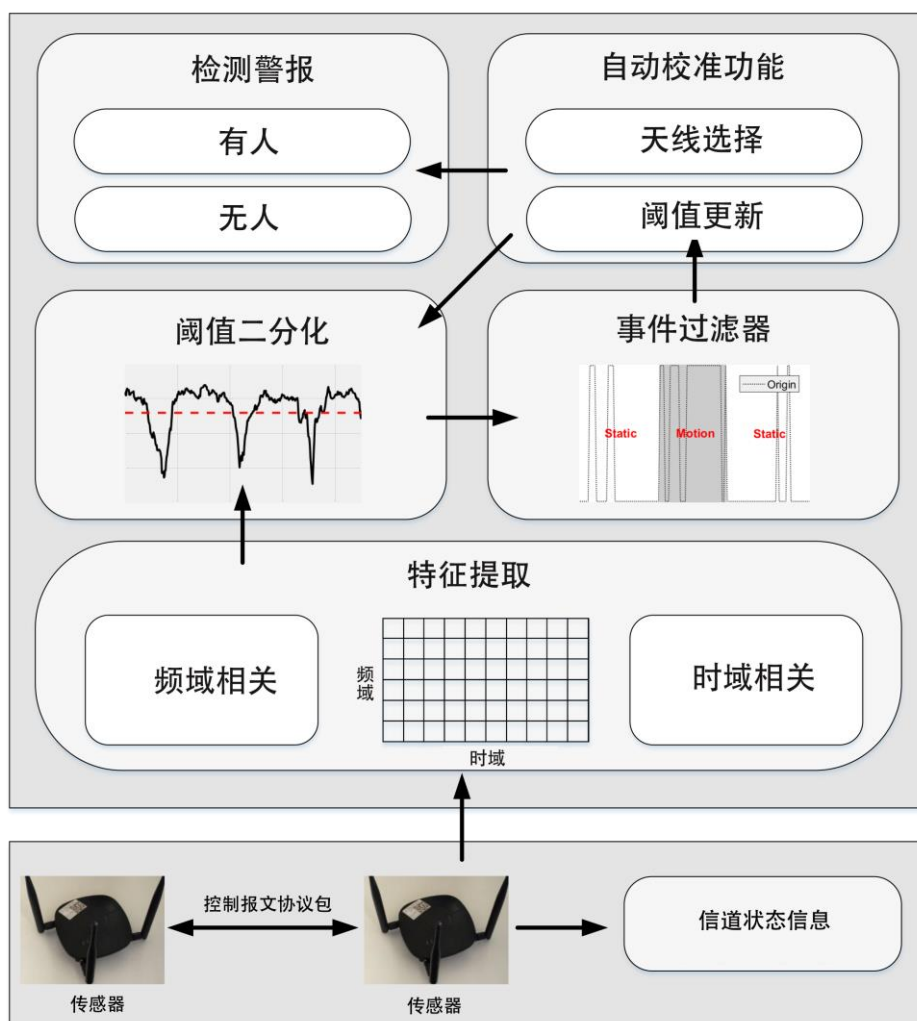 检测警报
有人
无人
自动校准功能
天线选择
阈值更新
阈值二分化
事件过滤器
Origin
Static
Motion
Static
特征提取
频域相关
频域
时域
时域相关
控制报文协议包
传感器
传感器
信道状态信息